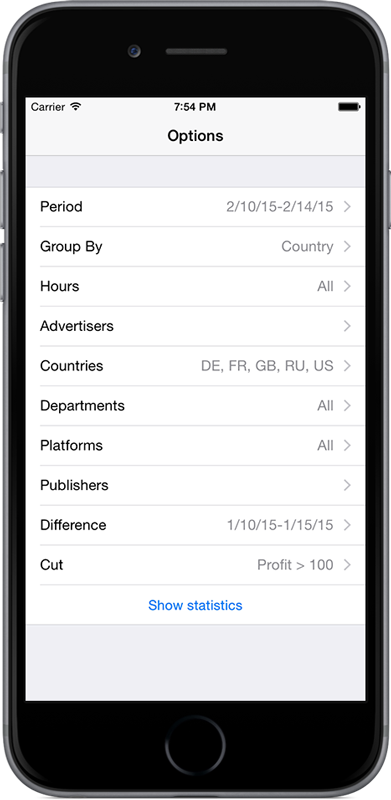 Carrier 7:54 PM
Options
Period 2/10/15-2/14/15
Group By Country
Hours All
Advertisers
Countries DE, FR, GB, RU, US
Departments All
Platforms All
Publishers
Difference 1/10/15-1/15/15
Cut Profit > 100
Show statistics